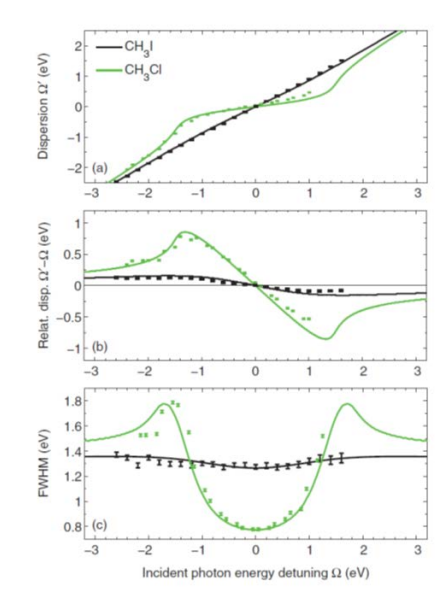 Dispersion Ω′ (eV)
2
1
0
−1
−2
CH₃I
CH₃Cl
(a)
−3 −2 −1 0 1 2 3
Relat. disp. Ω′−Ω (eV)
1
0.5
0
−0.5
−1
(b)
−3 −2 −1 0 1 2 3
FWHM (eV)
1.8
1.6
1.4
1.2
1
0.8
(c)
−3 −2 −1 0 1 2 3
Incident photon energy detuning Ω (eV)